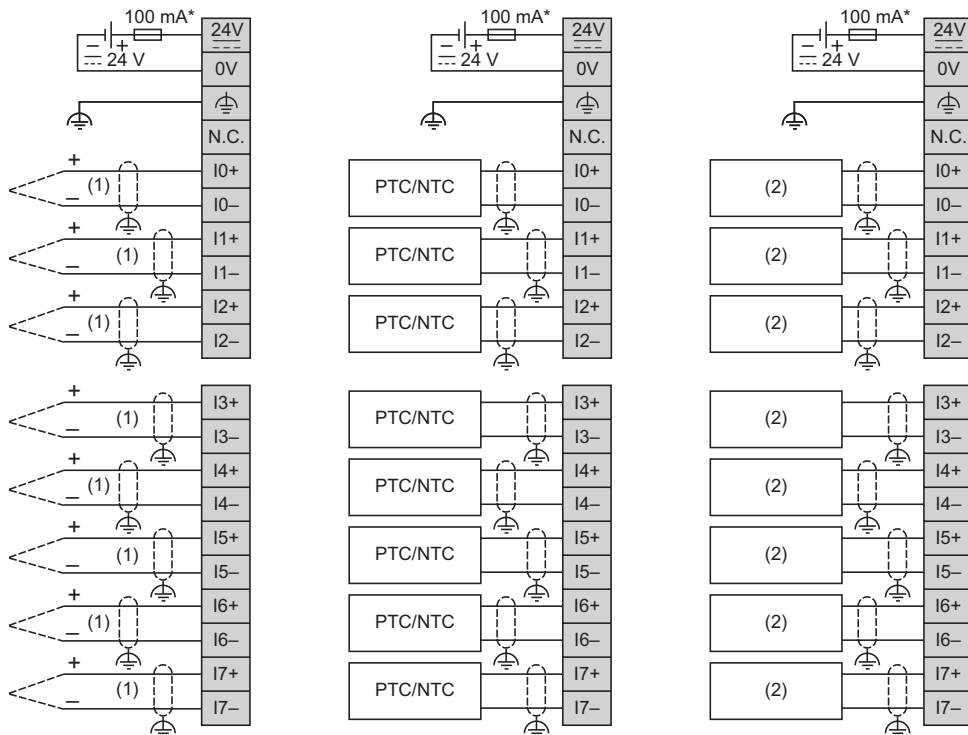 100 mA* 24V 100 mA* 24V 100 mA* 24V
– + – + – +
24 V 24 V 24 V
0V 0V 0V
N.C. N.C. N.C.
+ (1) – I0+ PTC/NTC I0+ (2) I0+
I0– I0– I0–
+ (1) – I1+ PTC/NTC I1+ (2) I1+
I1– I1– I1–
+ (1) – I2+ PTC/NTC I2+ (2) I2+
I2– I2– I2–
+ (1) – I3+ PTC/NTC I3+ (2) I3+
I3– I3– I3–
+ (1) – I4+ PTC/NTC I4+ (2) I4+
I4– I4– I4–
+ (1) – I5+ PTC/NTC I5+ (2) I5+
I5– I5– I5–
+ (1) – I6+ PTC/NTC I6+ (2) I6+
I6– I6– I6–
+ (1) – I7+ PTC/NTC I7+ (2) I7+
I7– I7– I7–